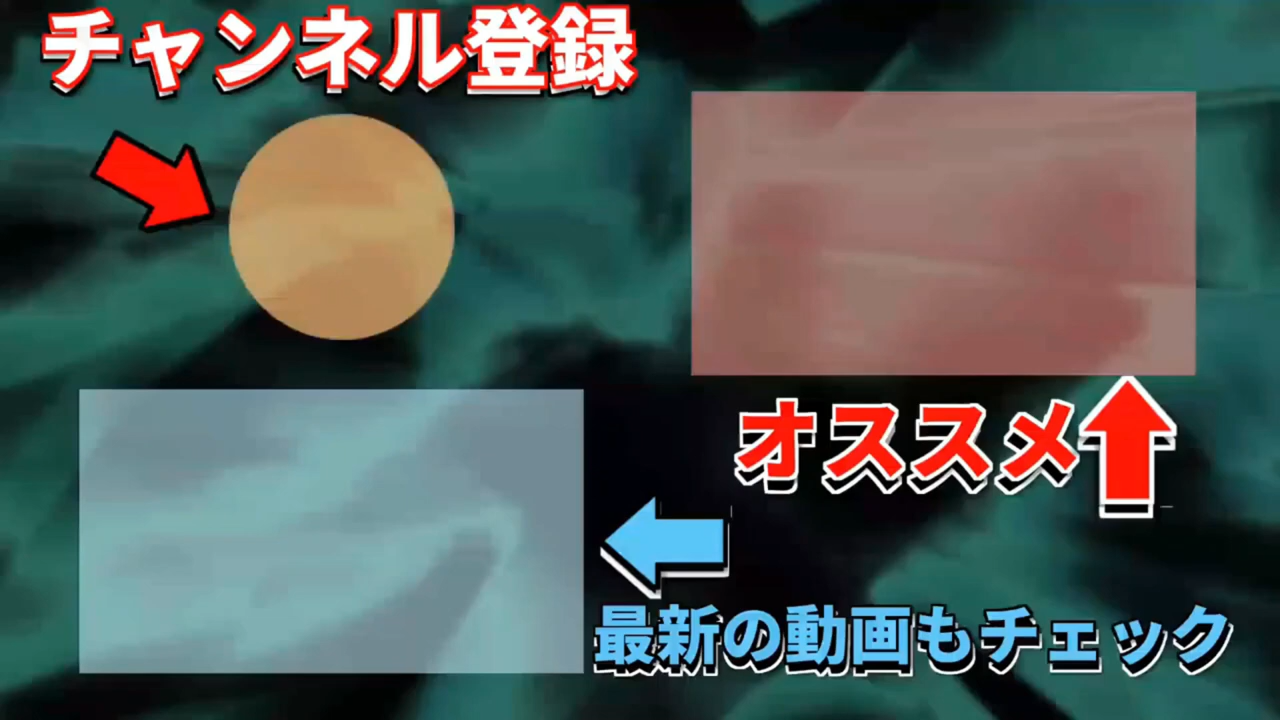 チャンネル登録
オススメ
最新の動画もチェック